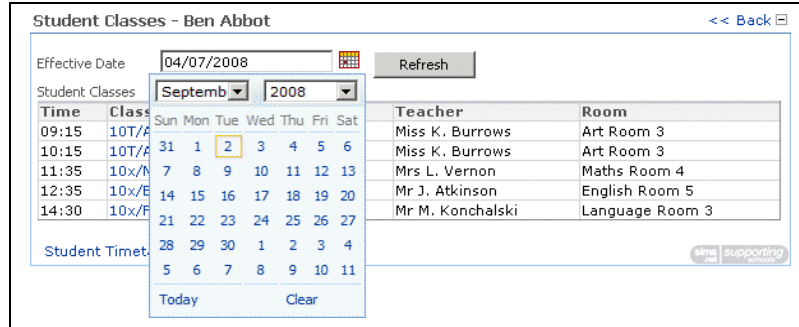 Student Classes - Ben Abbot << Back
Effective Date 04/07/2008 Refresh
Student Classes Septemb 2008
Time Class Teacher Room
Sun Mon Tue Wed Thu Fri Sat
09:15 10T/A Miss K. Burrows Art Room 3
31 1 2 3 4 5 6
10:15 10T/A Miss K. Burrows Art Room 3
7 8 9 10 11 12 13
11:35 10x/M Mrs L. Vernon Maths Room 4
14 15 16 17 18 19 20
12:35 10x/E Mr J. Atkinson English Room 5
21 22 23 24 25 26 27
14:30 10x/F Mr M. Konchalski Language Room 3
28 29 30 1 2 3 4
Student Timet
5 6 7 8 9 10 11
Today Clear
sims .net supporting schools